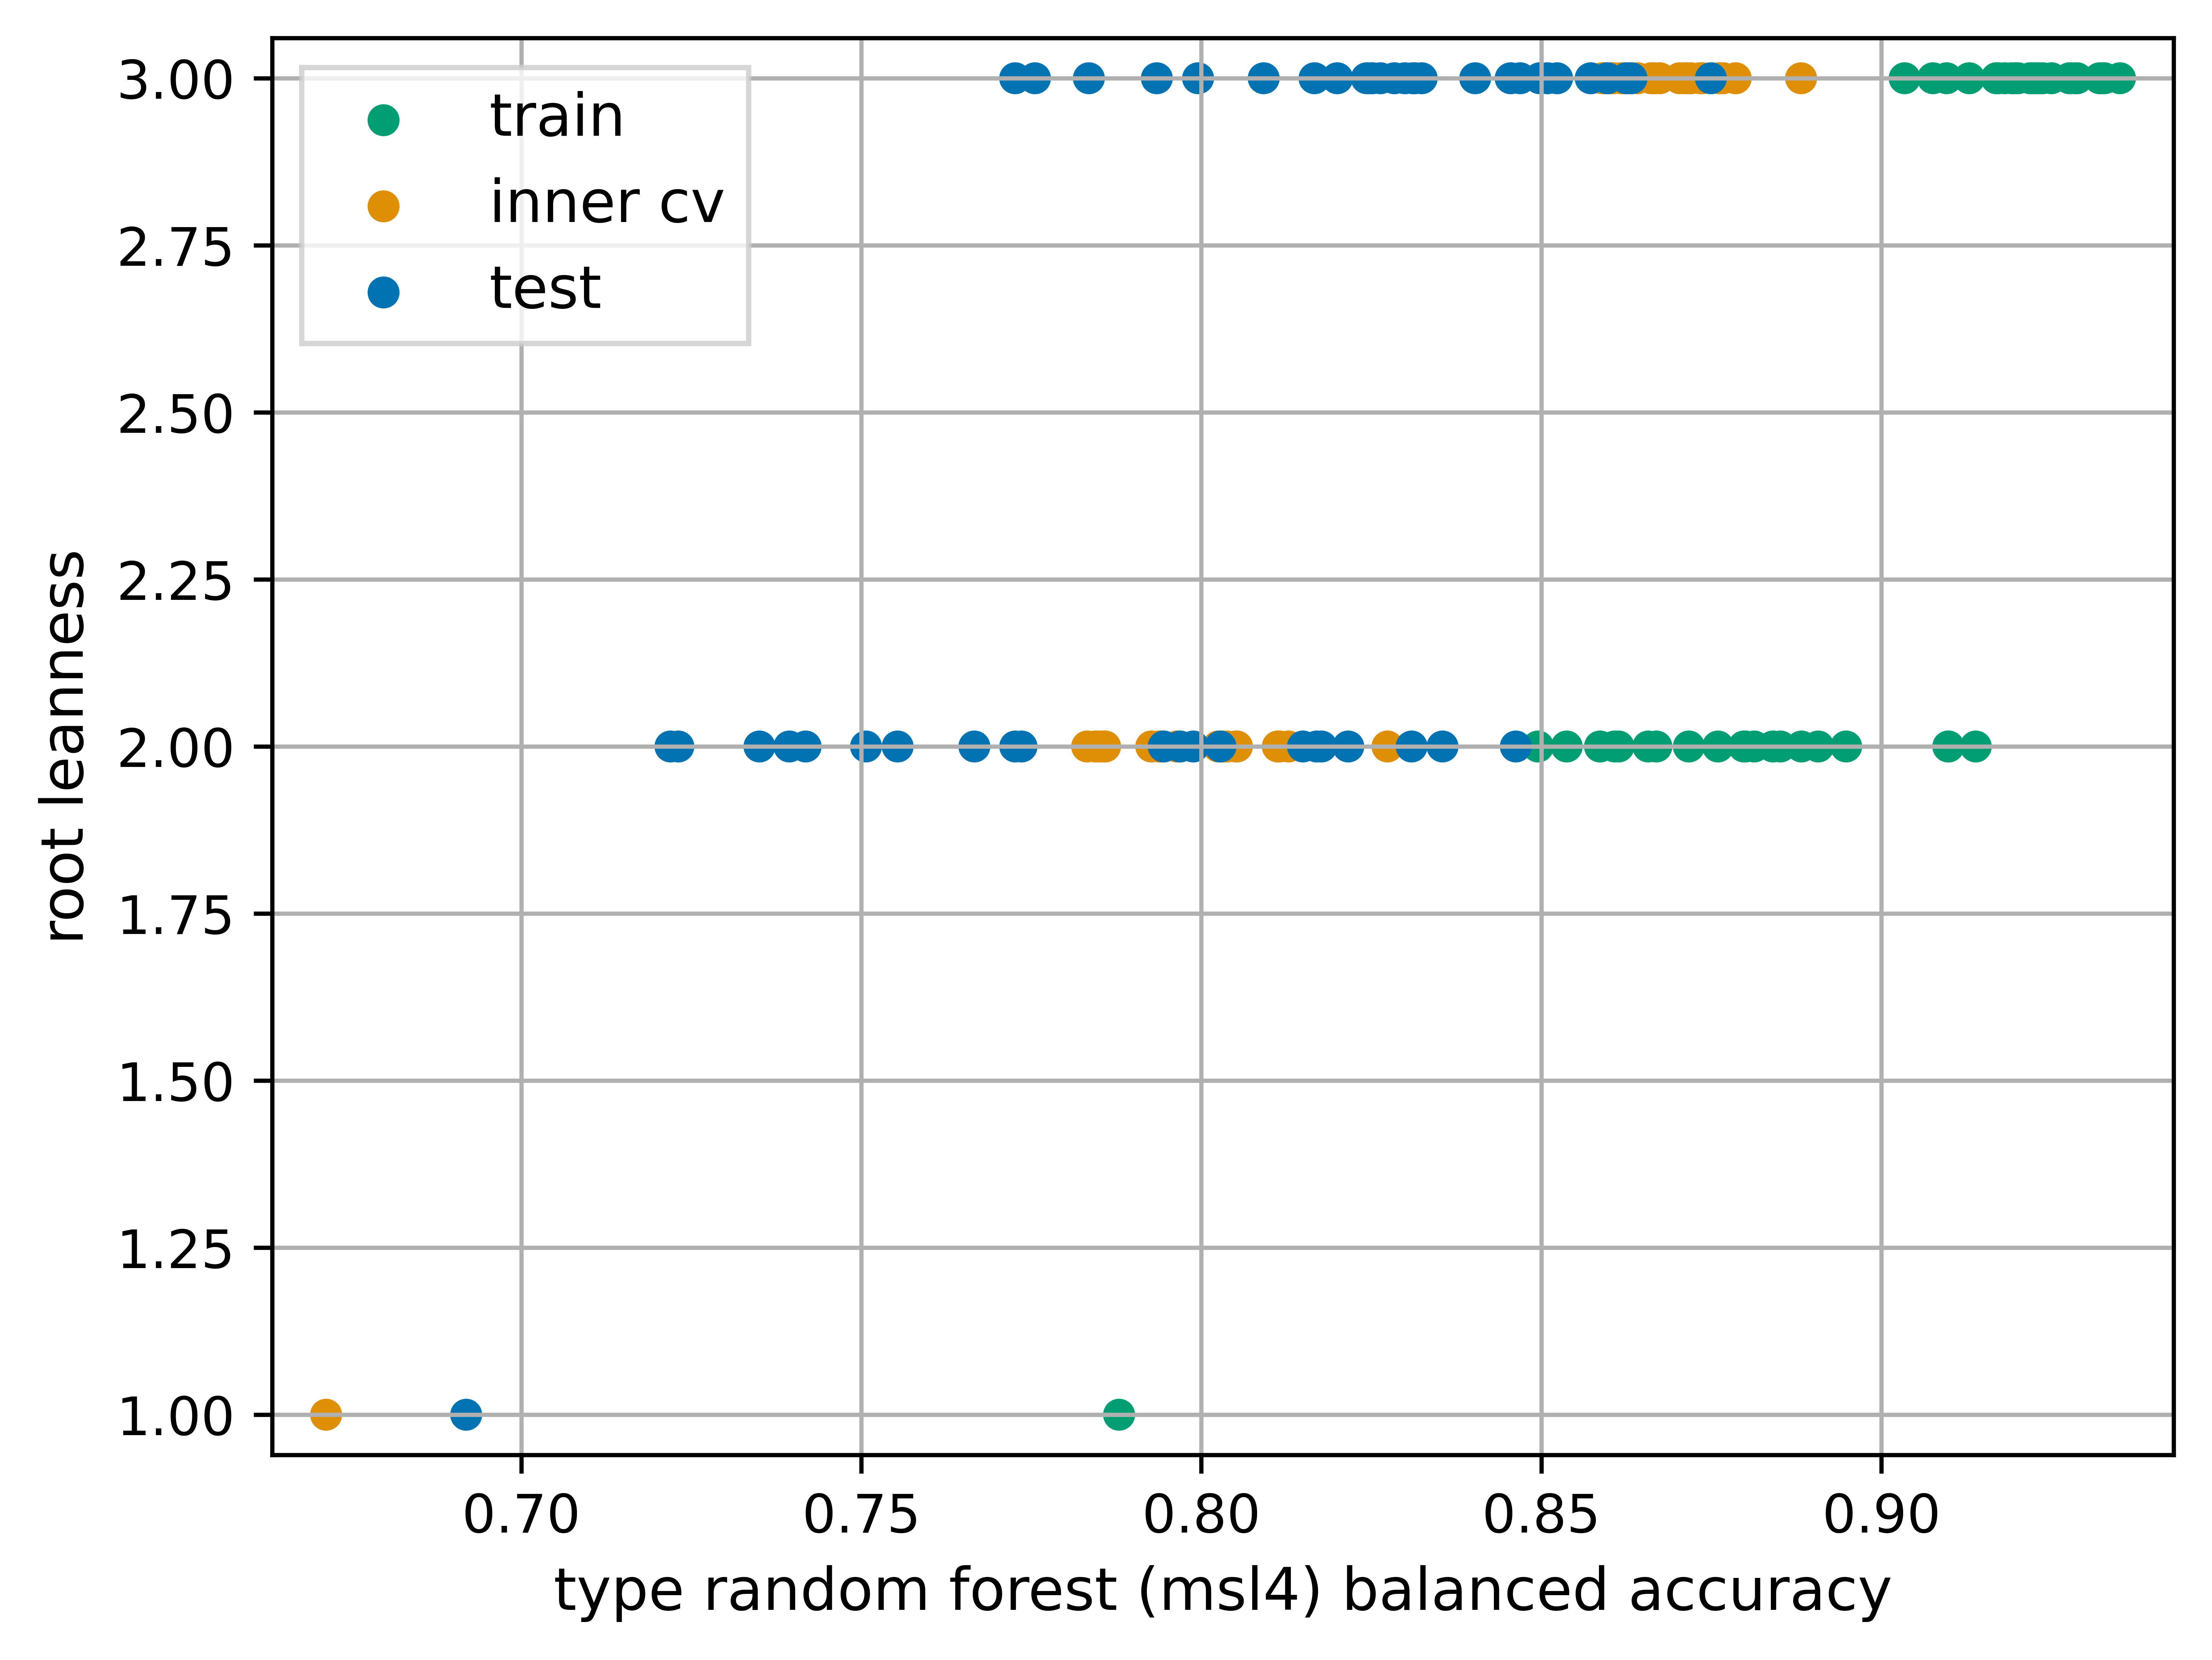 train
inner cv
test
3.00
2.75
2.50
2.25
2.00
1.75
1.50
1.25
1.00
root leanness
0.70 0.75 0.80 0.85 0.90
type random forest (msl4) balanced accuracy